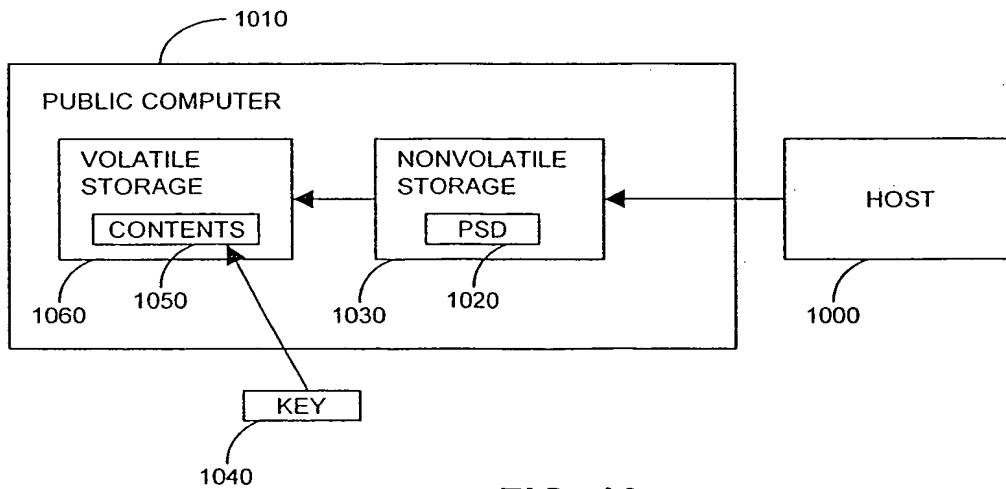 1010
PUBLIC COMPUTER
VOLATILE
STORAGE
CONTENTS
NONVOLATILE
STORAGE
PSD
HOST
1060
1050
1030
1020
1000
KEY
1040